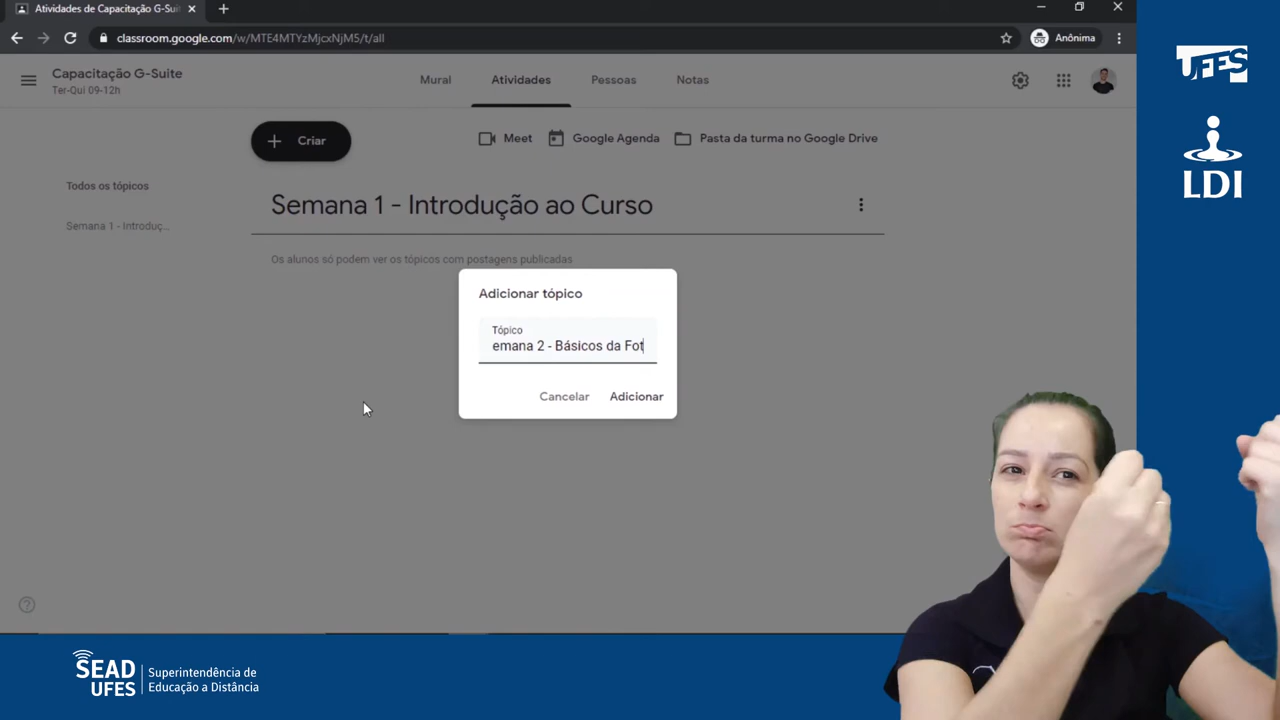 Atividades de Capacitação G-Suit
classroom.google.com/w/MTE4MTYzMjcxNjM5/t/all
Anônima
Capacitação G-Suite
Ter-Qui 09-12h
Mural
Atividades
Pessoas
Notas
Criar
Meet
Google Agenda
Pasta da turma no Google Drive
Todos os tópicos
Semana 1 - Introduç...
Semana 1 - Introdução ao Curso
Os alunos só podem ver os tópicos com postagens publicadas
Adicionar tópico
Tópico
emana 2 - Básicos da Fot
Cancelar
Adicionar
UFES
LDI
SEAD
UFES
Superintendência de
Educação a Distância